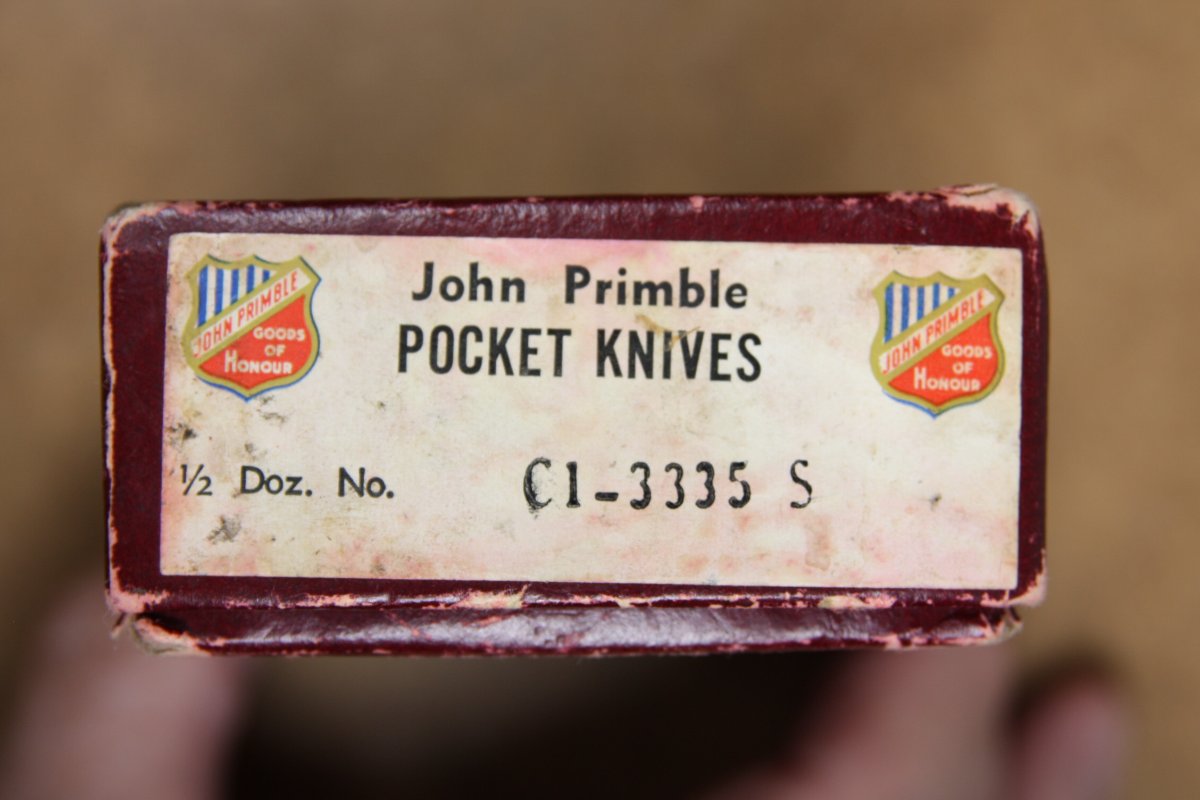 JOHN PRIMBLE
GOODS
OF
HONOUR
John Primble
POCKET KNIVES
JOHN PRIMBLE
GOODS
OF
HONOUR
½ Doz. No. C1-3335 S